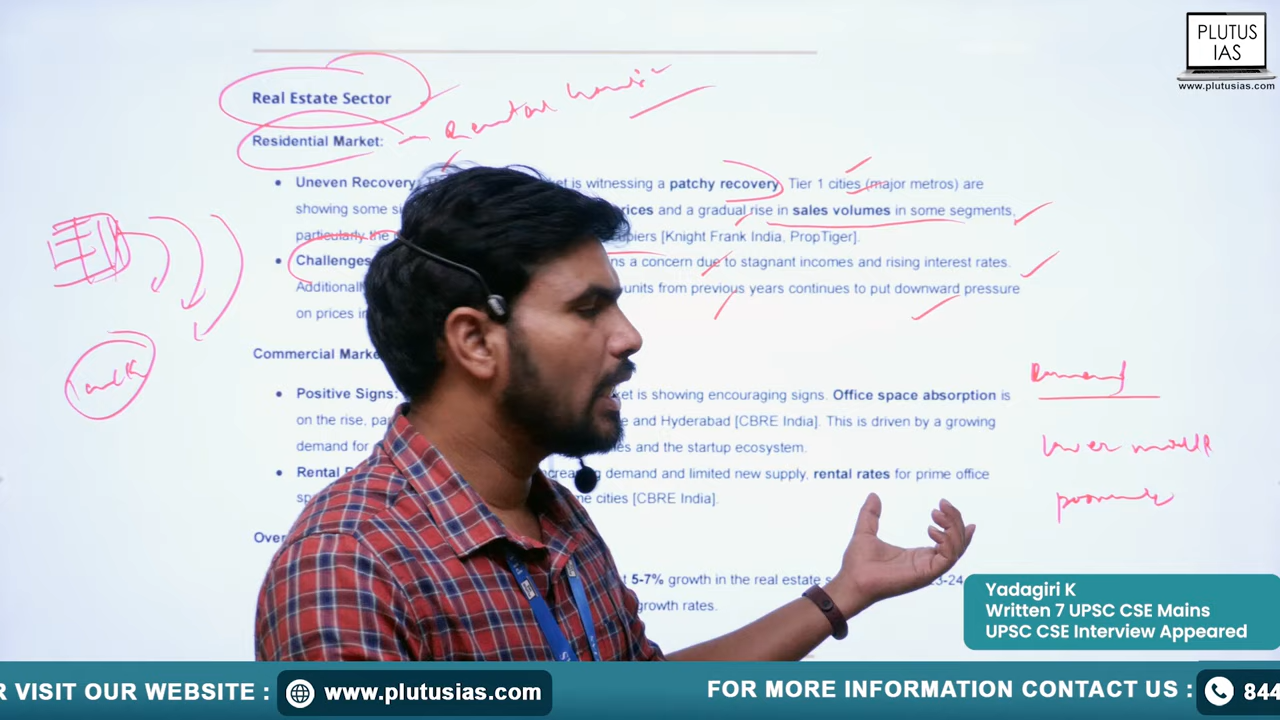 PLUTUS
IAS
www.plutusias.com
Real Estate Sector
Residential Market:
Uneven Recovery
et is witnessing a patchy recovery. Tier 1 cities (major metros) are
showing some
rices and a gradual rise in sales volumes in some segments,
particularly the
upiers [Knight Frank India, PropTiger].
Challenges
ns a concern due to stagnant incomes and rising interest rates.
Additionall
units from previous years continues to put downward pressure
on prices in
Commercial Marke
Positive Signs:
ket is showing encouraging signs. Office space absorption is
on the rise, pa
e and Hyderabad [CBRE India]. This is driven by a growing
demand for
es and the startup ecosystem.
Rental
creasing demand and limited new supply, rental rates for prime office
sp
me cities [CBRE India].
Over
5-7% growth in the real estate
23-24
growth rates.
Demand
Yadagiri K
Written 7 UPSC CSE Mains
UPSC CSE Interview Appeared
R VISIT OUR WEBSITE : www.plutusias.com
FOR MORE INFORMATION CONTACT US : 844